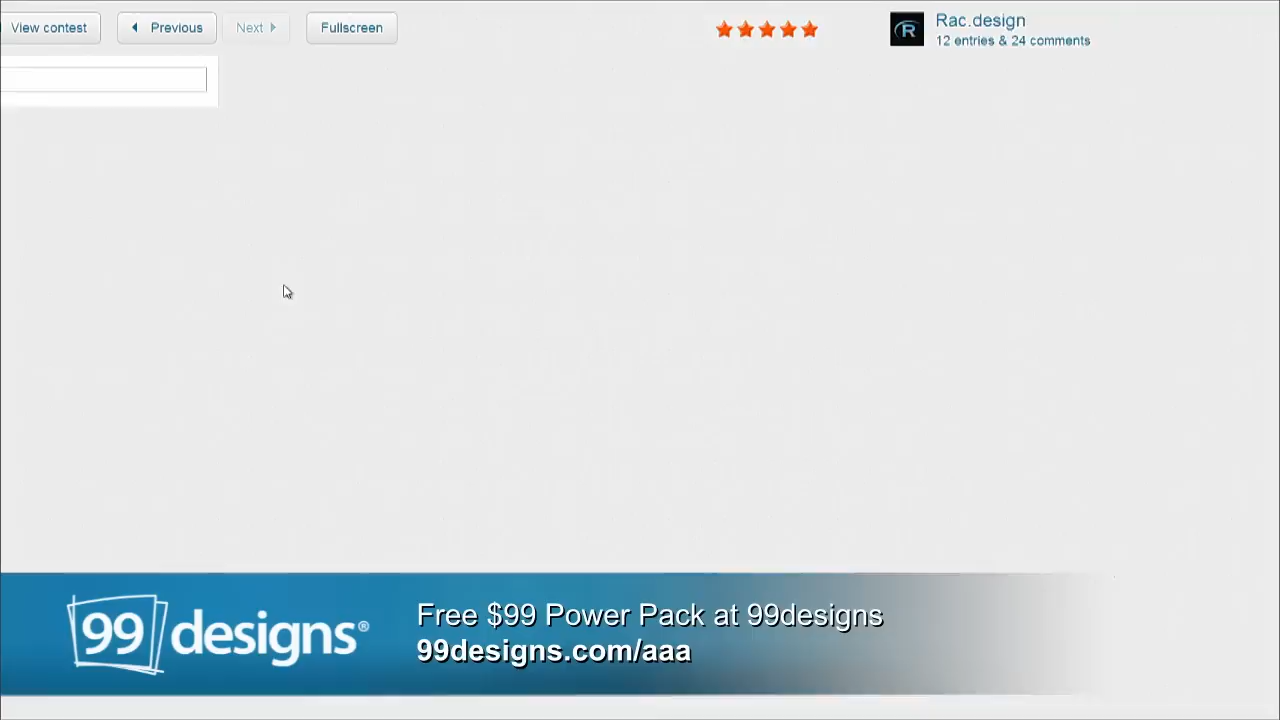 View contest
Previous
Next
Fullscreen
Rac.design
12 entries & 24 comments
R
99designs®
Free $99 Power Pack at 99designs
99designs.com/aaa